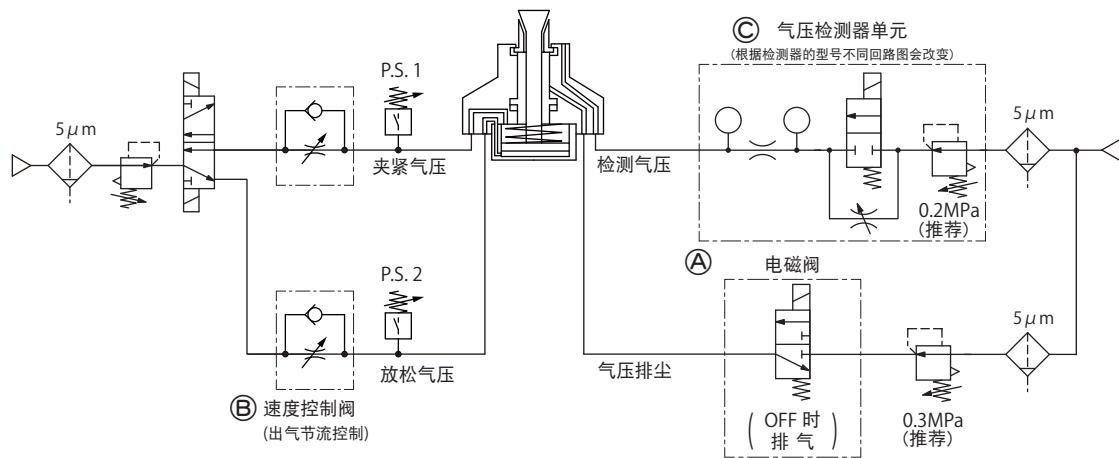 Ⓒ 气压检测器单元
(根据检测器的型号不同回路图会改变)
P.S. 1
5μm
5μm
夹紧气压
检测气压
0.2MPa
(推荐)
Ⓐ
电磁阀
P.S. 2
5μm
放松气压
气压排尘
Ⓑ 速度控制阀
(出气节流控制)
(OFF 时
排 气)
0.3MPa
(推荐)